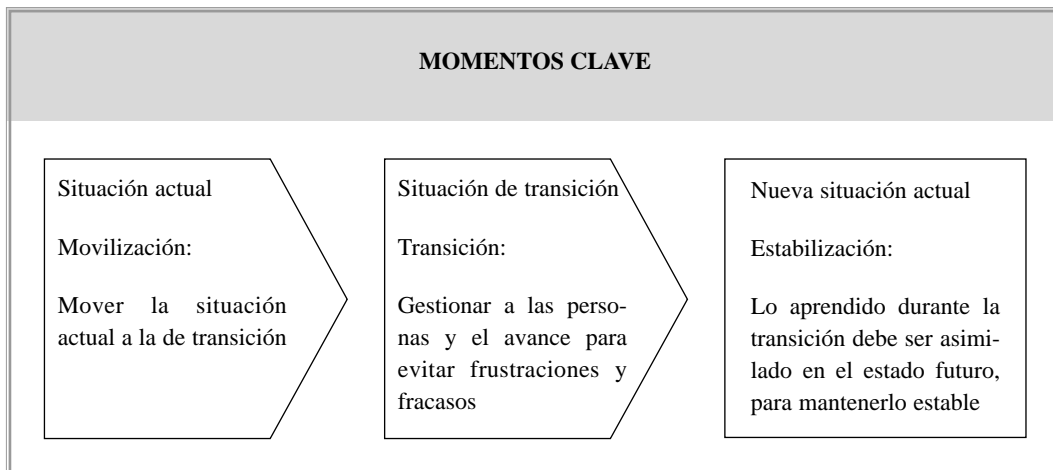 MOMENTOS CLAVE
Situación actual
Movilización:
Mover la situación
actual a la de transición
Situación de transición
Transición:
Gestionar a las perso-
nas y el avance para
evitar frustraciones y
fracasos
Nueva situación actual
Estabilización:
Lo aprendido durante la
transición debe ser asimi-
lado en el estado futuro,
para mantenerlo estable